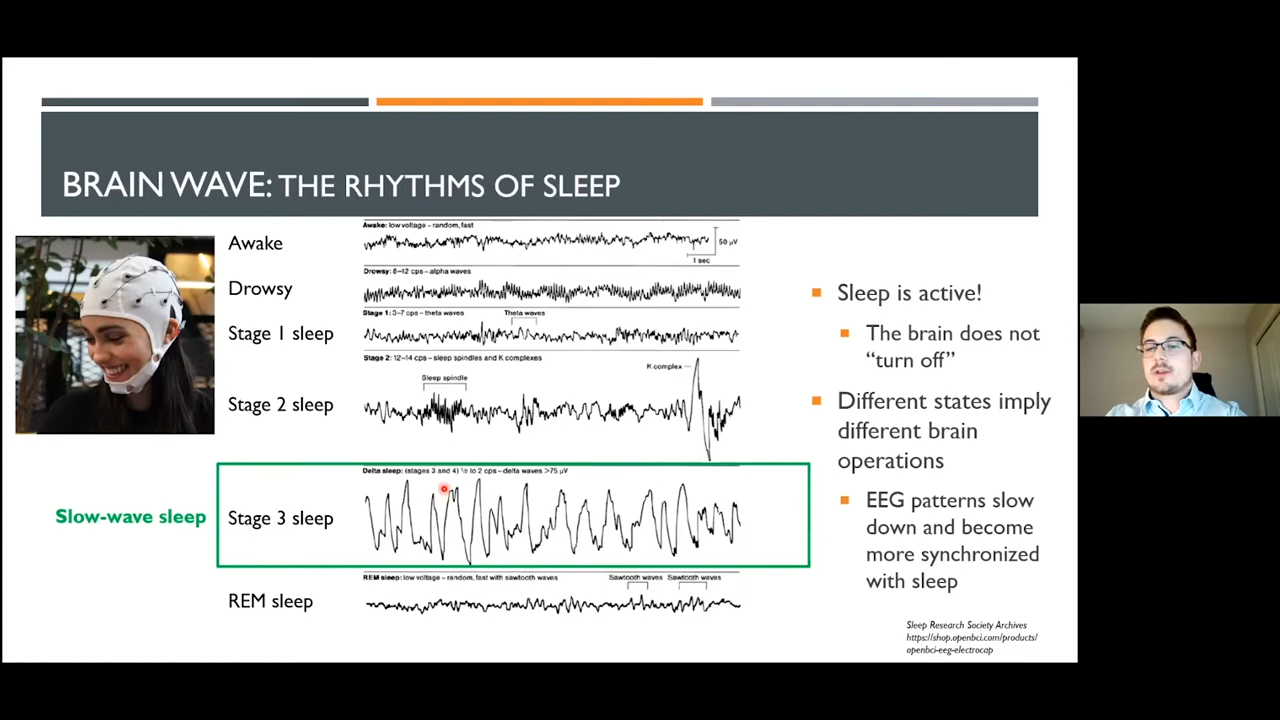 BRAIN WAVE: THE RHYTHMS OF SLEEP
Awake
Awake: low voltage – random, fast
50 µV
1 sec
Drowsy
Drowsy: 8–12 cps – alpha waves
Stage 1 sleep
Stage 1: 3–7 cps – theta waves
Theta waves
Stage 2 sleep
Stage 2: 12–14 cps – sleep spindles and K complexes
Sleep spindle
K complex
Slow-wave sleep
Stage 3 sleep
Delta sleep: (stages 3 and 4) ½ to 2 cps – delta waves >75 µV
REM sleep
REM sleep: low voltage – random, fast with sawtooth waves
Sawtooth waves
Sawtooth waves
Sleep is active!
The brain does not
“turn off”
Different states imply
different brain
operations
EEG patterns slow
down and become
more synchronized
with sleep
Sleep Research Society Archives
https://shop.openbci.com/products/
openbci-eeg-electrocap